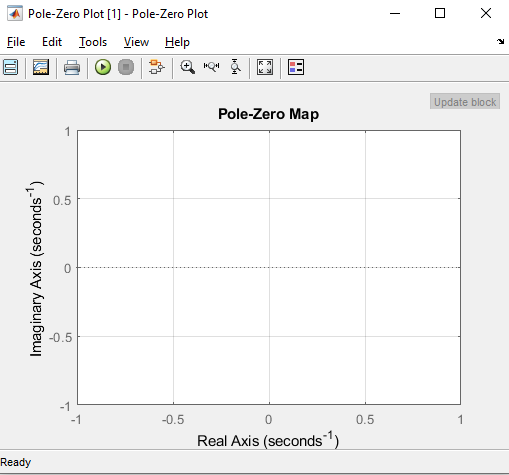 Pole-Zero Plot [1] - Pole-Zero Plot
File Edit Tools View Help
Update block
Pole-Zero Map
1
0.5
0
-0.5
-1
Imaginary Axis (seconds⁻¹)
-1 -0.5 0 0.5 1
Real Axis (seconds⁻¹)
Ready